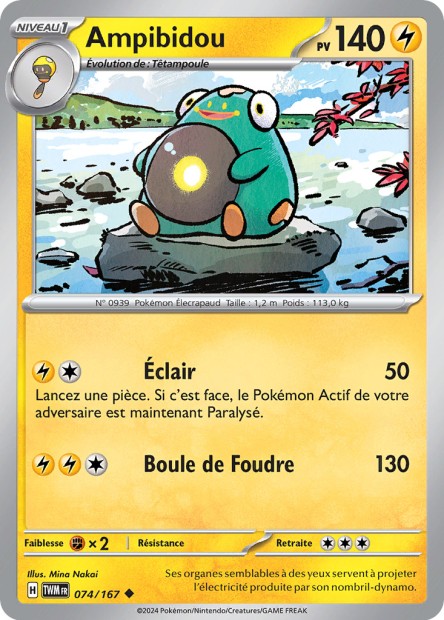 NIVEAU 1
Ampibidou
PV 140
Évolution de : Têtampoule
N° 0939 Pokémon Élecrapaud Taille : 1,2 m Poids : 113,0 kg
Éclair 50
Lancez une pièce. Si c'est face, le Pokémon Actif de votre
adversaire est maintenant Paralysé.
Boule de Foudre 130
Faiblesse ×2 Résistance Retraite
Illus. Mina Nakai
H TWM FR 074/167
Ses organes semblables à des yeux servent à projeter
l'électricité produite par son nombril-dynamo.
©2024 Pokémon/Nintendo/Creatures/GAME FREAK